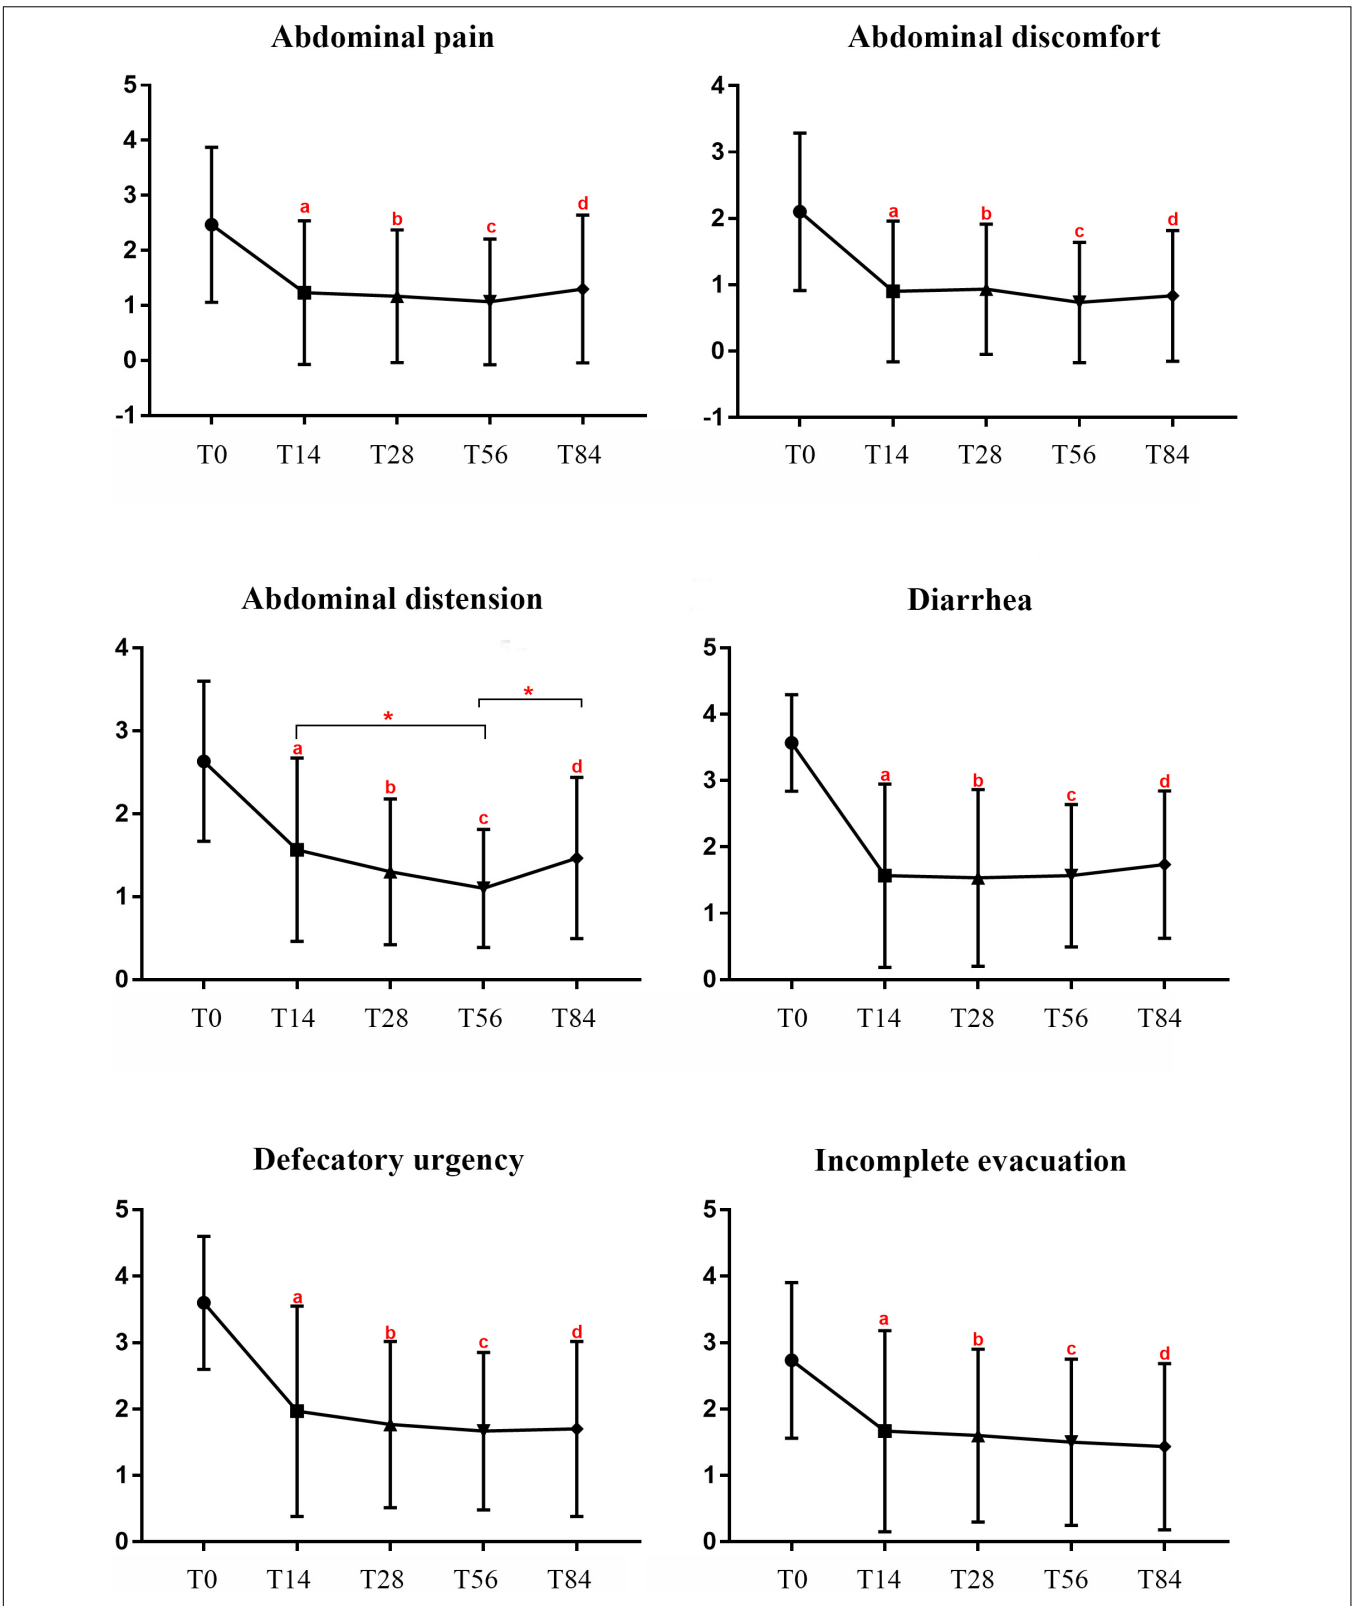 Abdominal pain
5
4
3
2
1
0
-1
a
b
c
d
T0 T14 T28 T56 T84
Abdominal discomfort
4
3
2
1
0
-1
a
b
c
d
T0 T14 T28 T56 T84
Abdominal distension
4
3
2
1
0
*
*
a
b
c
d
T0 T14 T28 T56 T84
Diarrhea
5
4
3
2
1
0
a
b
c
d
T0 T14 T28 T56 T84
Defecatory urgency
5
4
3
2
1
0
a
b
c
d
T0 T14 T28 T56 T84
Incomplete evacuation
5
4
3
2
1
0
a
b
c
d
T0 T14 T28 T56 T84